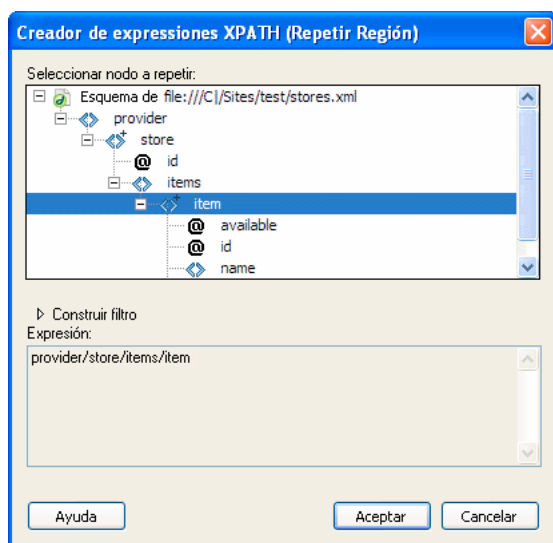 Creador de expressiones XPATH (Repetir Región)
Seleccionar nodo a repetir:
Esquema de file:///C|/Sites/test/stores.xml
provider
store
@ id
items
item
@ available
@ id
name
Construir filtro
Expresión:
provider/store/items/item
Ayuda
Aceptar
Cancelar